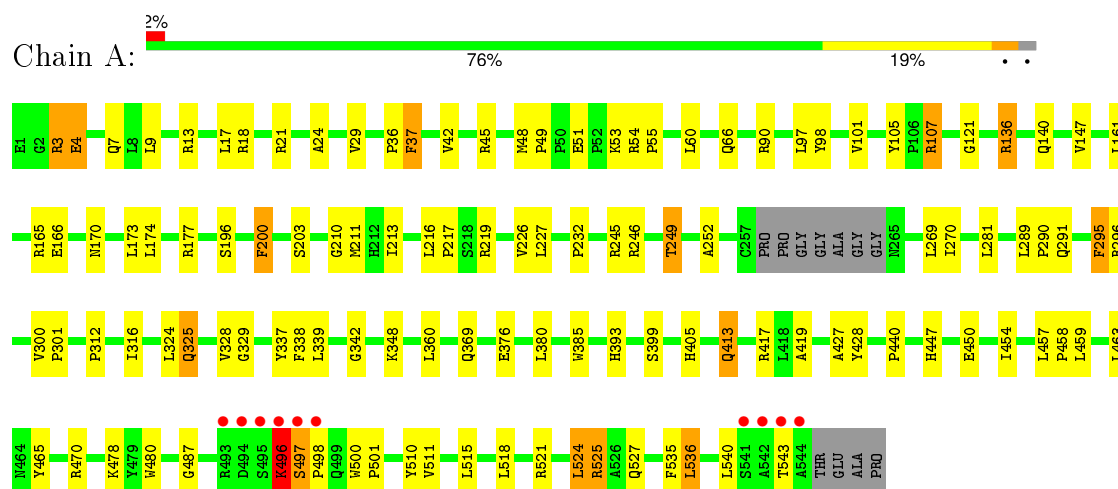 2%
Chain A:
76% 19% • •
E1 G2 R3 E4 Q7 L8 L9 R13 L17 R18 R21 A24 V29 P36 F37 V42 R45 M48 P49 P50 E51 P52 K53 R54 P55 L60 Q66 R90 L97 Y98 V101 Y105 P106 R107 G121 R136 Q140 V147 L161
R165 E166 N170 L173 L174 R177 S196 F200 S203 G210 M211 H212 I213 L216 P217 S218 R219 V226 L227 P232 R245 R246 T249 A252 C257 PRO PRO GLY GLY ALA GLY GLY N265 L269 I270 L281 L289 P290 Q291 F295 R296
V300 P301 P312 I316 L324 Q325 V328 G329 Y337 F338 L339 G342 K348 L360 Q369 E376 L380 W385 H393 S399 H405 Q413 R417 L418 A419 A427 Y428 P440 H447 E450 I454 L457 P458 L459 L463
N464 Y465 R470 K478 Y479 W480 G487 R493 D494 S495 K496 S497 P498 Q499 W500 P501 Y510 V511 L515 L518 R521 L524 R525 A526 Q527 F535 L536 L540 S541 A542 T543 A544 THR GLU ALA PRO